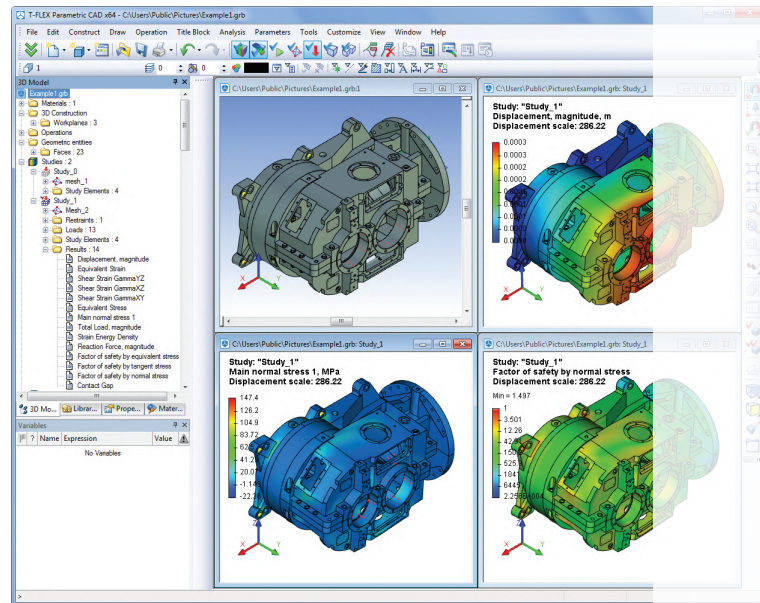 T-FLEX Parametric CAD x64 - C:\Users\Public\Pictures\Example1.grb
File Edit Construct Draw Operation Title Block Analysis Parameters Tools Customize View Window Help
1 0 0
3D Model
Example1.grb
Materials : 1
3D Construction
Workplanes : 3
Operations
Geometric entities
Faces : 23
Studies : 2
Study_0
mesh_1
Study Elements : 4
Study_1
Mesh_2
Restraints : 1
Loads : 13
Study Elements : 4
Results : 14
Displacement, magnitude
Equivalent Strain
Shear Strain GammaYZ
Shear Strain GammaXZ
Shear Strain GammaXY
Equivalent Stress
Main normal stress 1
Total Load, magnitude
Strain Energy Density
Reaction Force, magnitude
Factor of safety by equivalent stress
Factor of safety by tangent stress
Factor of safety by normal stress
Contact Gap
3D Mo... Librar... Prope... Mater...
Variables
? Name Expression Value
No Variables
>
C:\Users\Public\Pictures\Example1.grb:1
X Y
C:\Users\Public\Pictures\Example1.grb: Study_1
Study: "Study_1"
Displacement, magnitude, m
Displacement scale: 286.22
0.0003
0.0003
0.0002
0.0002
X Y
C:\Users\Public\Pictures\Example1.grb: Study_1
Study: "Study_1"
Main normal stress 1, MPa
Displacement scale: 286.22
147.4
126.2
104.9
83.72
X Y
C:\Users\Public\Pictures\Example1.grb: Study_1
Study: "Study_1"
Factor of safety by normal stress
Displacement scale: 286.22
Min = 1.497
1
3.501
12.26
X Y